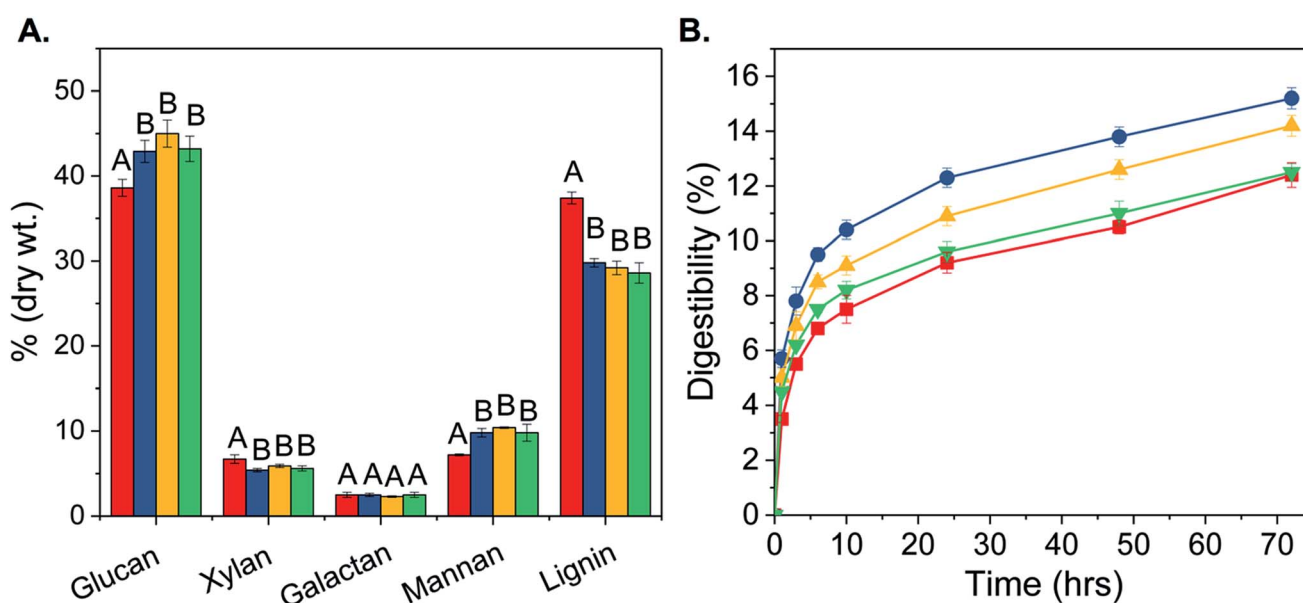 A.
% (dry wt.)
50
40
30
20
10
0
A B B B
A B B B
A A A A
A B B B
A B B B
Glucan
Xylan
Galactan
Mannan
Lignin
B.
Digestibility (%)
16
14
12
10
8
6
4
2
0
0 10 20 30 40 50 60 70
Time (hrs)